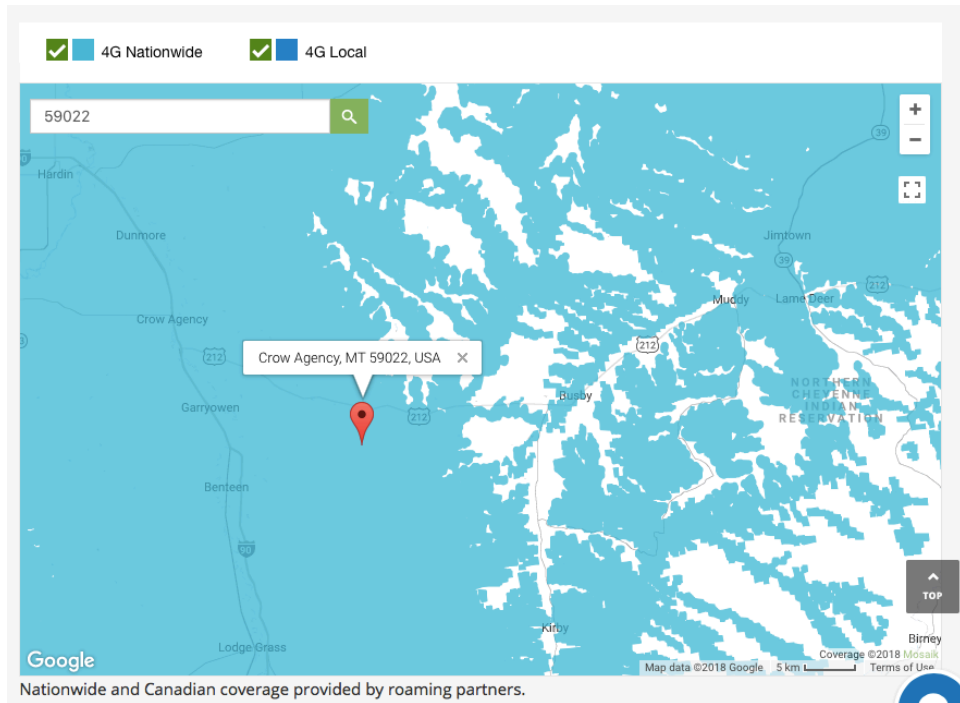 4G Nationwide
4G Local
59022
+
−
39
Hardin
Dunmore
Jimtown
39
212
Muddy
Lame Deer
Crow Agency
212
Crow Agency, MT 59022, USA ×
212
NORTHERN
CHEYENNE
INDIAN
RESERVATION
Busby
Garryowen
212
Benteen
90
TOP
Kirby
Birney
Lodge Grass
Coverage ©2018 Mosaik
Google
Map data ©2018 Google 5 km Terms of Use
Nationwide and Canadian coverage provided by roaming partners.